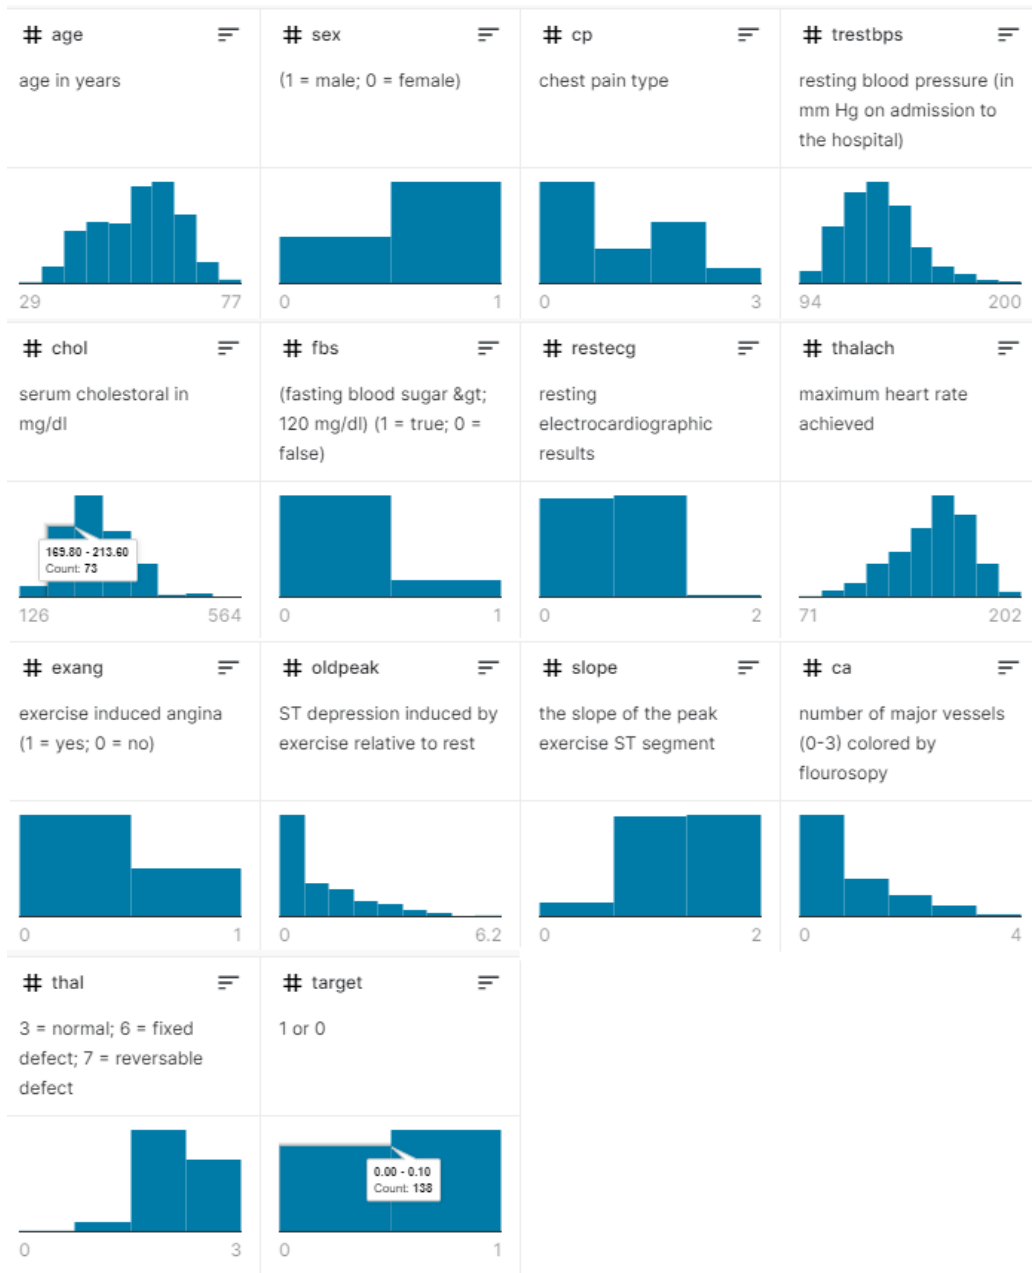 # age
age in years
29 77
# sex
(1 = male; 0 = female)
0 1
# cp
chest pain type
0 3
# trestbps
resting blood pressure (in
mm Hg on admission to
the hospital)
94 200
# chol
serum cholestoral in
mg/dl
169.80 - 213.60
Count: 73
126 564
# fbs
(fasting blood sugar &gt;
120 mg/dl) (1 = true; 0 =
false)
0 1
# restecg
resting
electrocardiographic
results
0 2
# thalach
maximum heart rate
achieved
71 202
# exang
exercise induced angina
(1 = yes; 0 = no)
0 1
# oldpeak
ST depression induced by
exercise relative to rest
0 6.2
# slope
the slope of the peak
exercise ST segment
0 2
# ca
number of major vessels
(0-3) colored by
flourosopy
0 4
# thal
3 = normal; 6 = fixed
defect; 7 = reversable
defect
0 3
# target
1 or 0
0.00 - 0.10
Count: 138
0 1